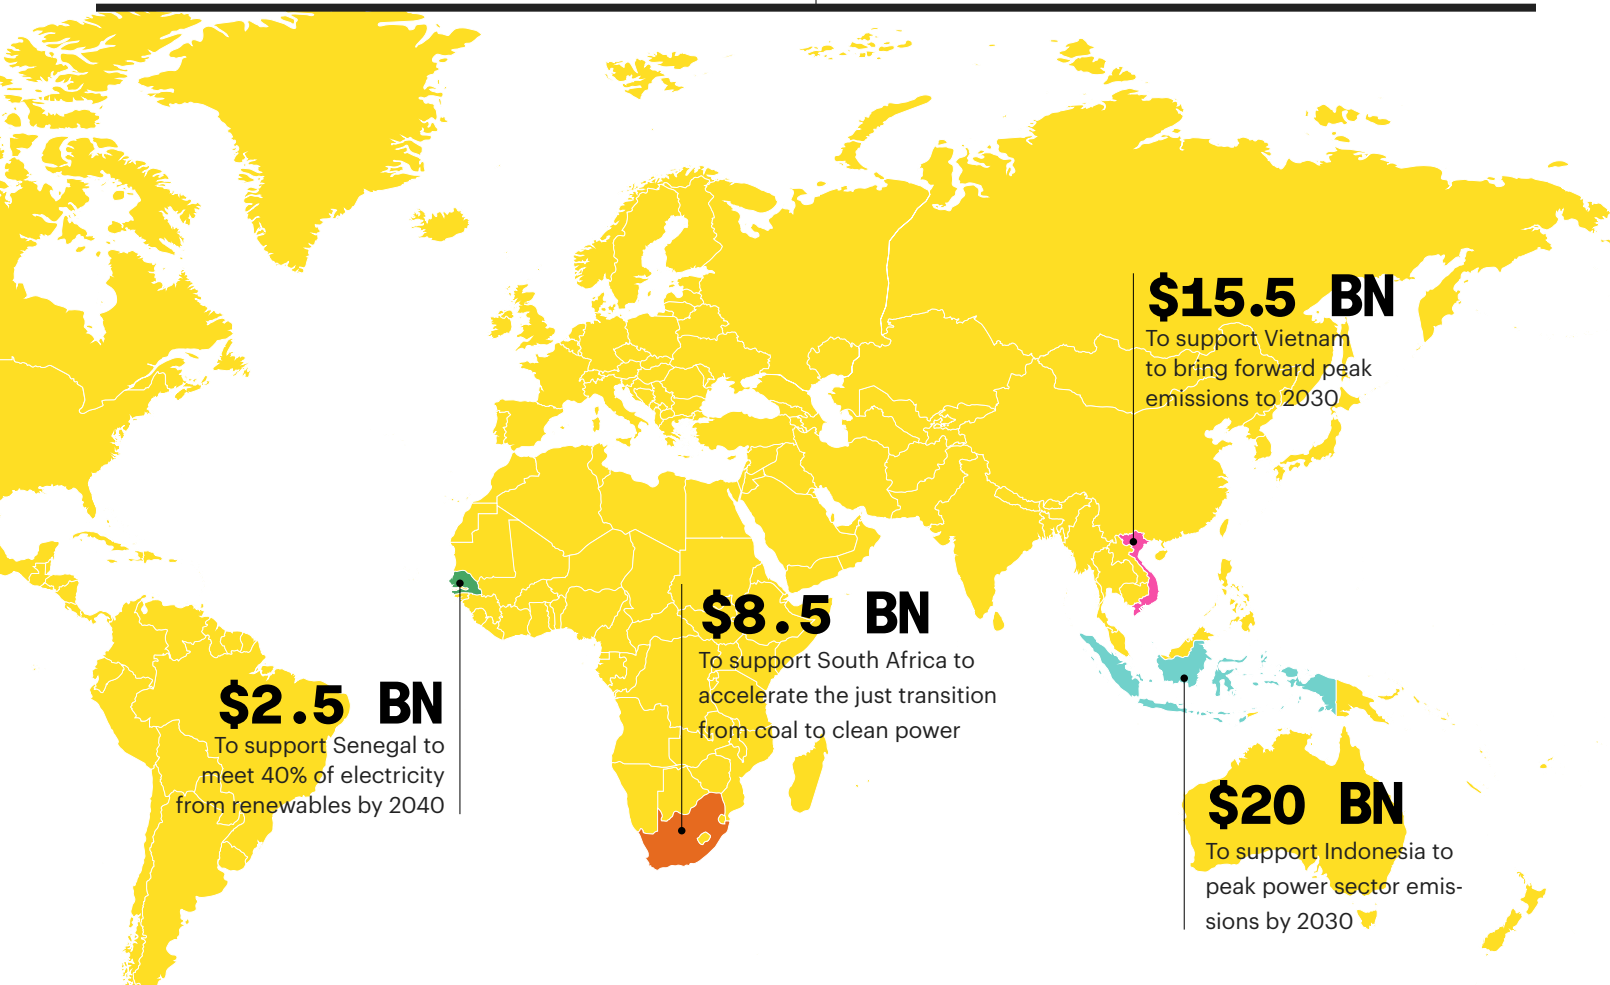 $15.5 BN
To support Vietnam
to bring forward peak
emissions to 2030
$8.5 BN
To support South Africa to
accelerate the just transition
from coal to clean power
$2.5 BN
To support Senegal to
meet 40% of electricity
from renewables by 2040
$20 BN
To support Indonesia to
peak power sector emis-
sions by 2030